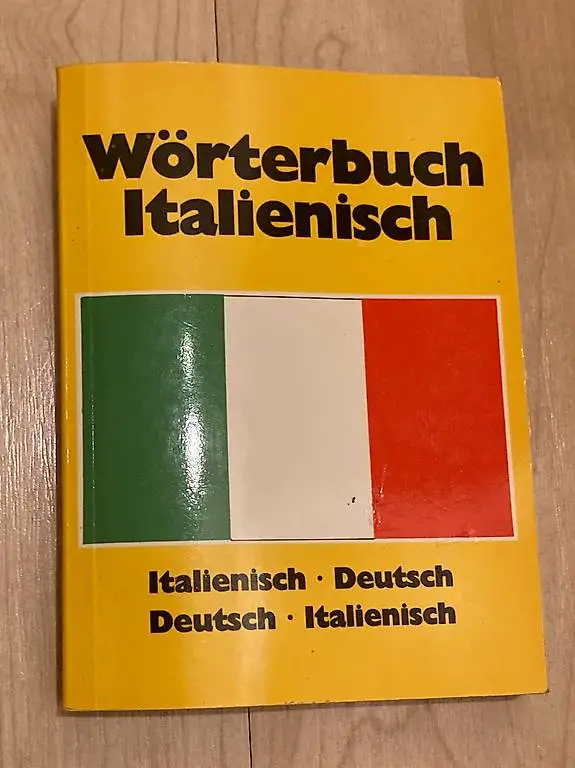 Wörterbuch
Italienisch
Italienisch · Deutsch
Deutsch · Italienisch